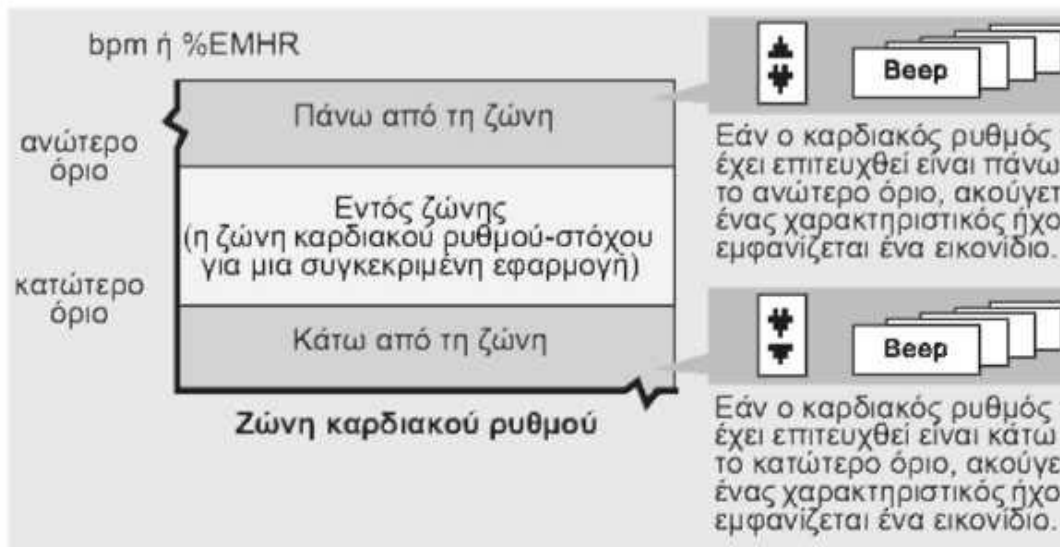 bpm ή %EMHR
ανώτερο
όριο
κατώτερο
όριο
Πάνω από τη ζώνη
Εντός ζώνης
(η ζώνη καρδιακού ρυθμού-στόχου
για μια συγκεκριμένη εφαρμογή)
Κάτω από τη ζώνη
Ζώνη καρδιακού ρυθμού
Beep
Εάν ο καρδιακός ρυθμός
έχει επιτευχθεί είναι πάνω
το ανώτερο όριο, ακούγετ
ένας χαρακτηριστικός ήχο
εμφανίζεται ένα εικονίδιο.
Beep
Εάν ο καρδιακός ρυθμός
έχει επιτευχθεί είναι κάτω
το κατώτερο όριο, ακούγε
ένας χαρακτηριστικός ήχο
εμφανίζεται ένα εικονίδιο.